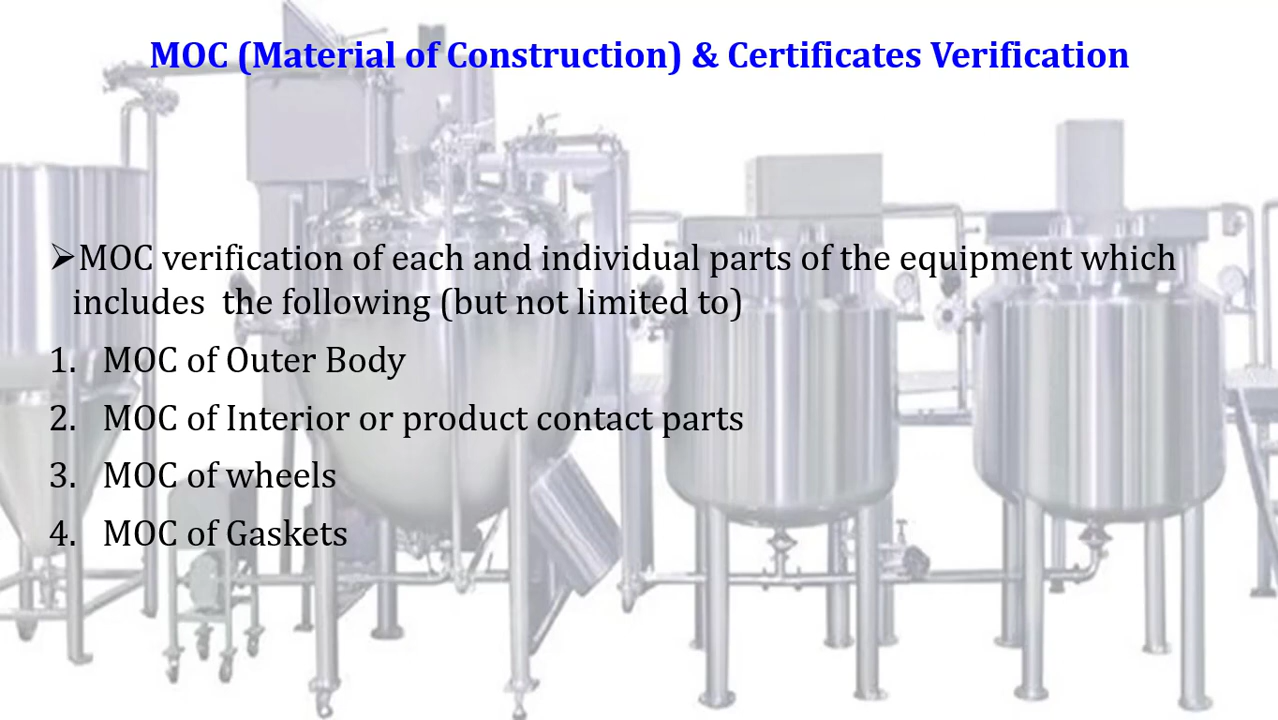 MOC (Material of Construction) & Certificates Verification
➢MOC verification of each and individual parts of the equipment which
includes  the following (but not limited to)
1. MOC of Outer Body
2. MOC of Interior or product contact parts
3. MOC of wheels
4. MOC of Gaskets